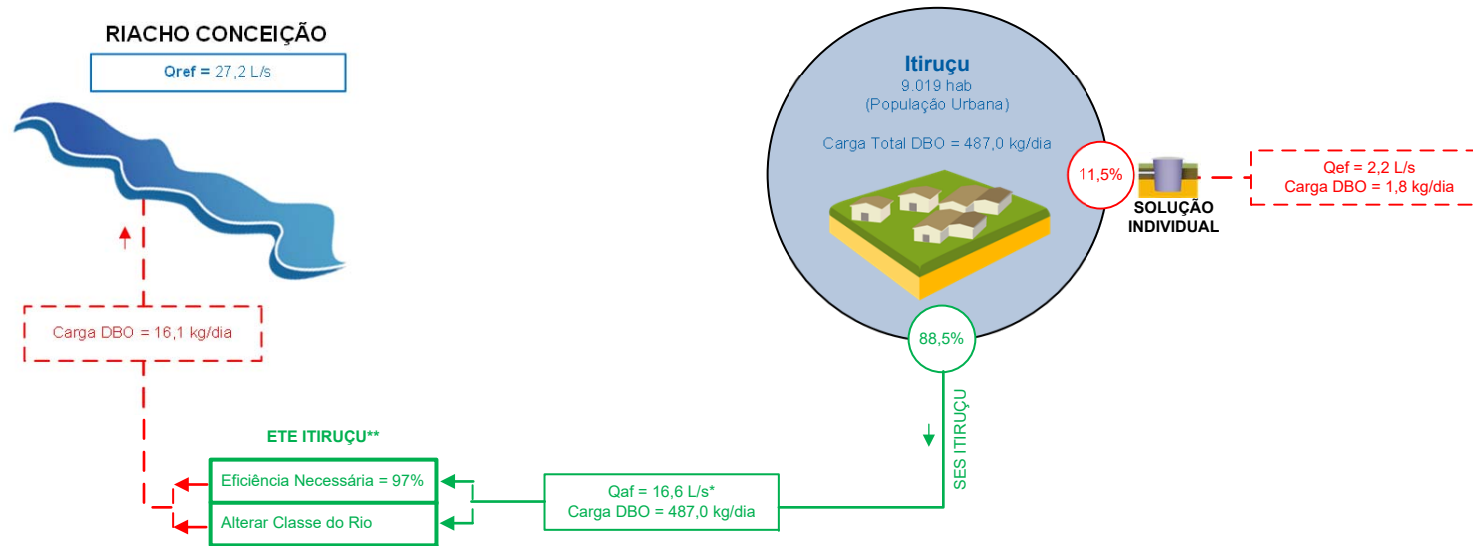 RIACHO CONCEIÇÃO
Qref = 27,2 L/s
Itiruçu
9.019 hab
(População Urbana)
Carga Total DBO = 487,0 kg/dia
11,5%
SOLUÇÃO
INDIVIDUAL
Qef = 2,2 L/s
Carga DBO = 1,8 kg/dia
88,5%
SES ITIRUÇU
Carga DBO = 16,1 kg/dia
ETE ITIRUÇU**
Eficiência Necessária = 97%
Alterar Classe do Rio
Qaf = 16,6 L/s*
Carga DBO = 487,0 kg/dia